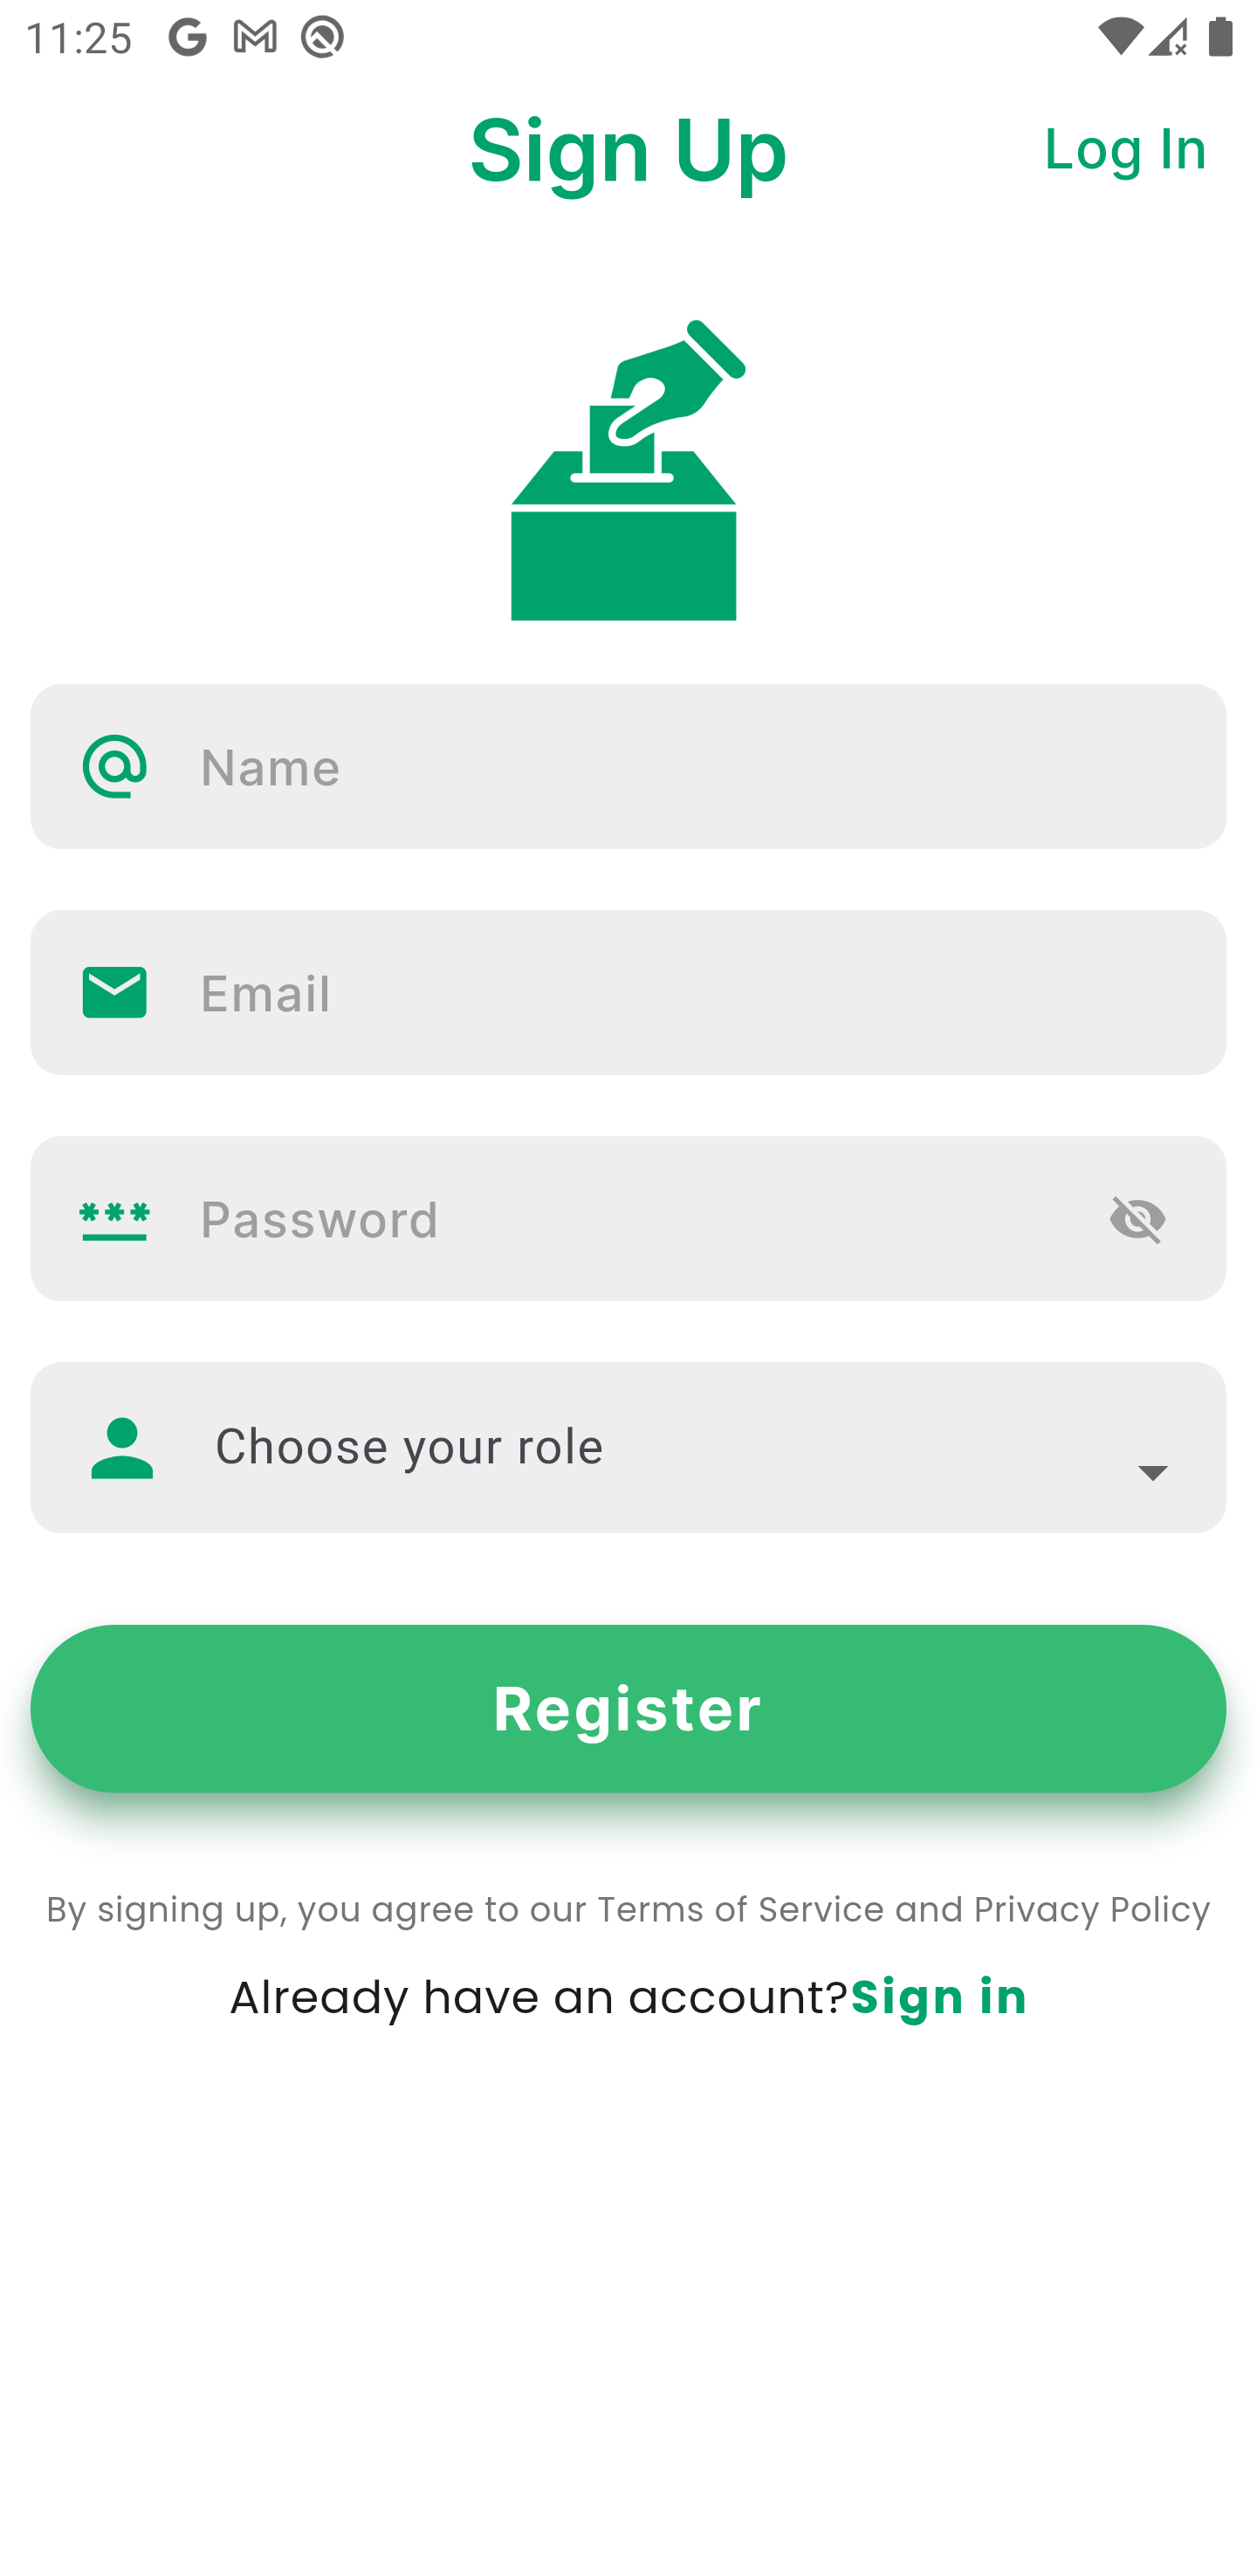 11:25
Sign Up
Log In
Name
Email
Password
Choose your role
Register
By signing up, you agree to our Terms of Service and Privacy Policy
Already have an account?Sign in